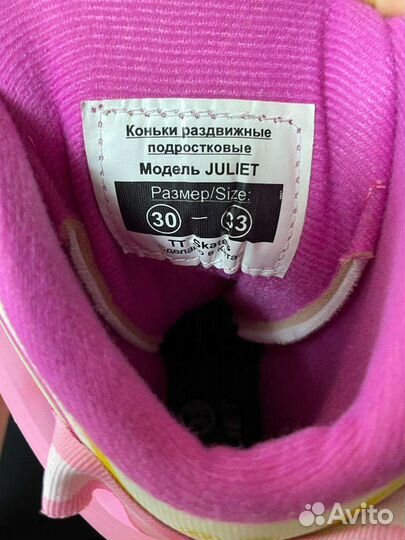 Коньки раздвижные
подростковые
Модель JULIET
Размер/Size:
30 — 33
TT Skate
Avito